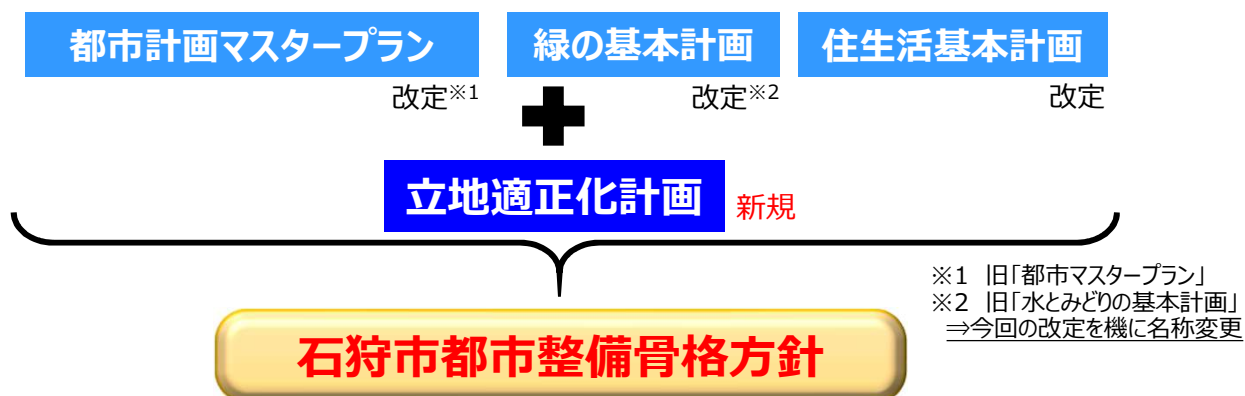 都市計画マスタープラン 緑の基本計画 住生活基本計画
改定※1 改定※2 改定
立地適正化計画 新規
※1 旧「都市マスタープラン」
※2 旧「水とみどりの基本計画」
⇒今回の改定を機に名称変更
石狩市都市整備骨格方針